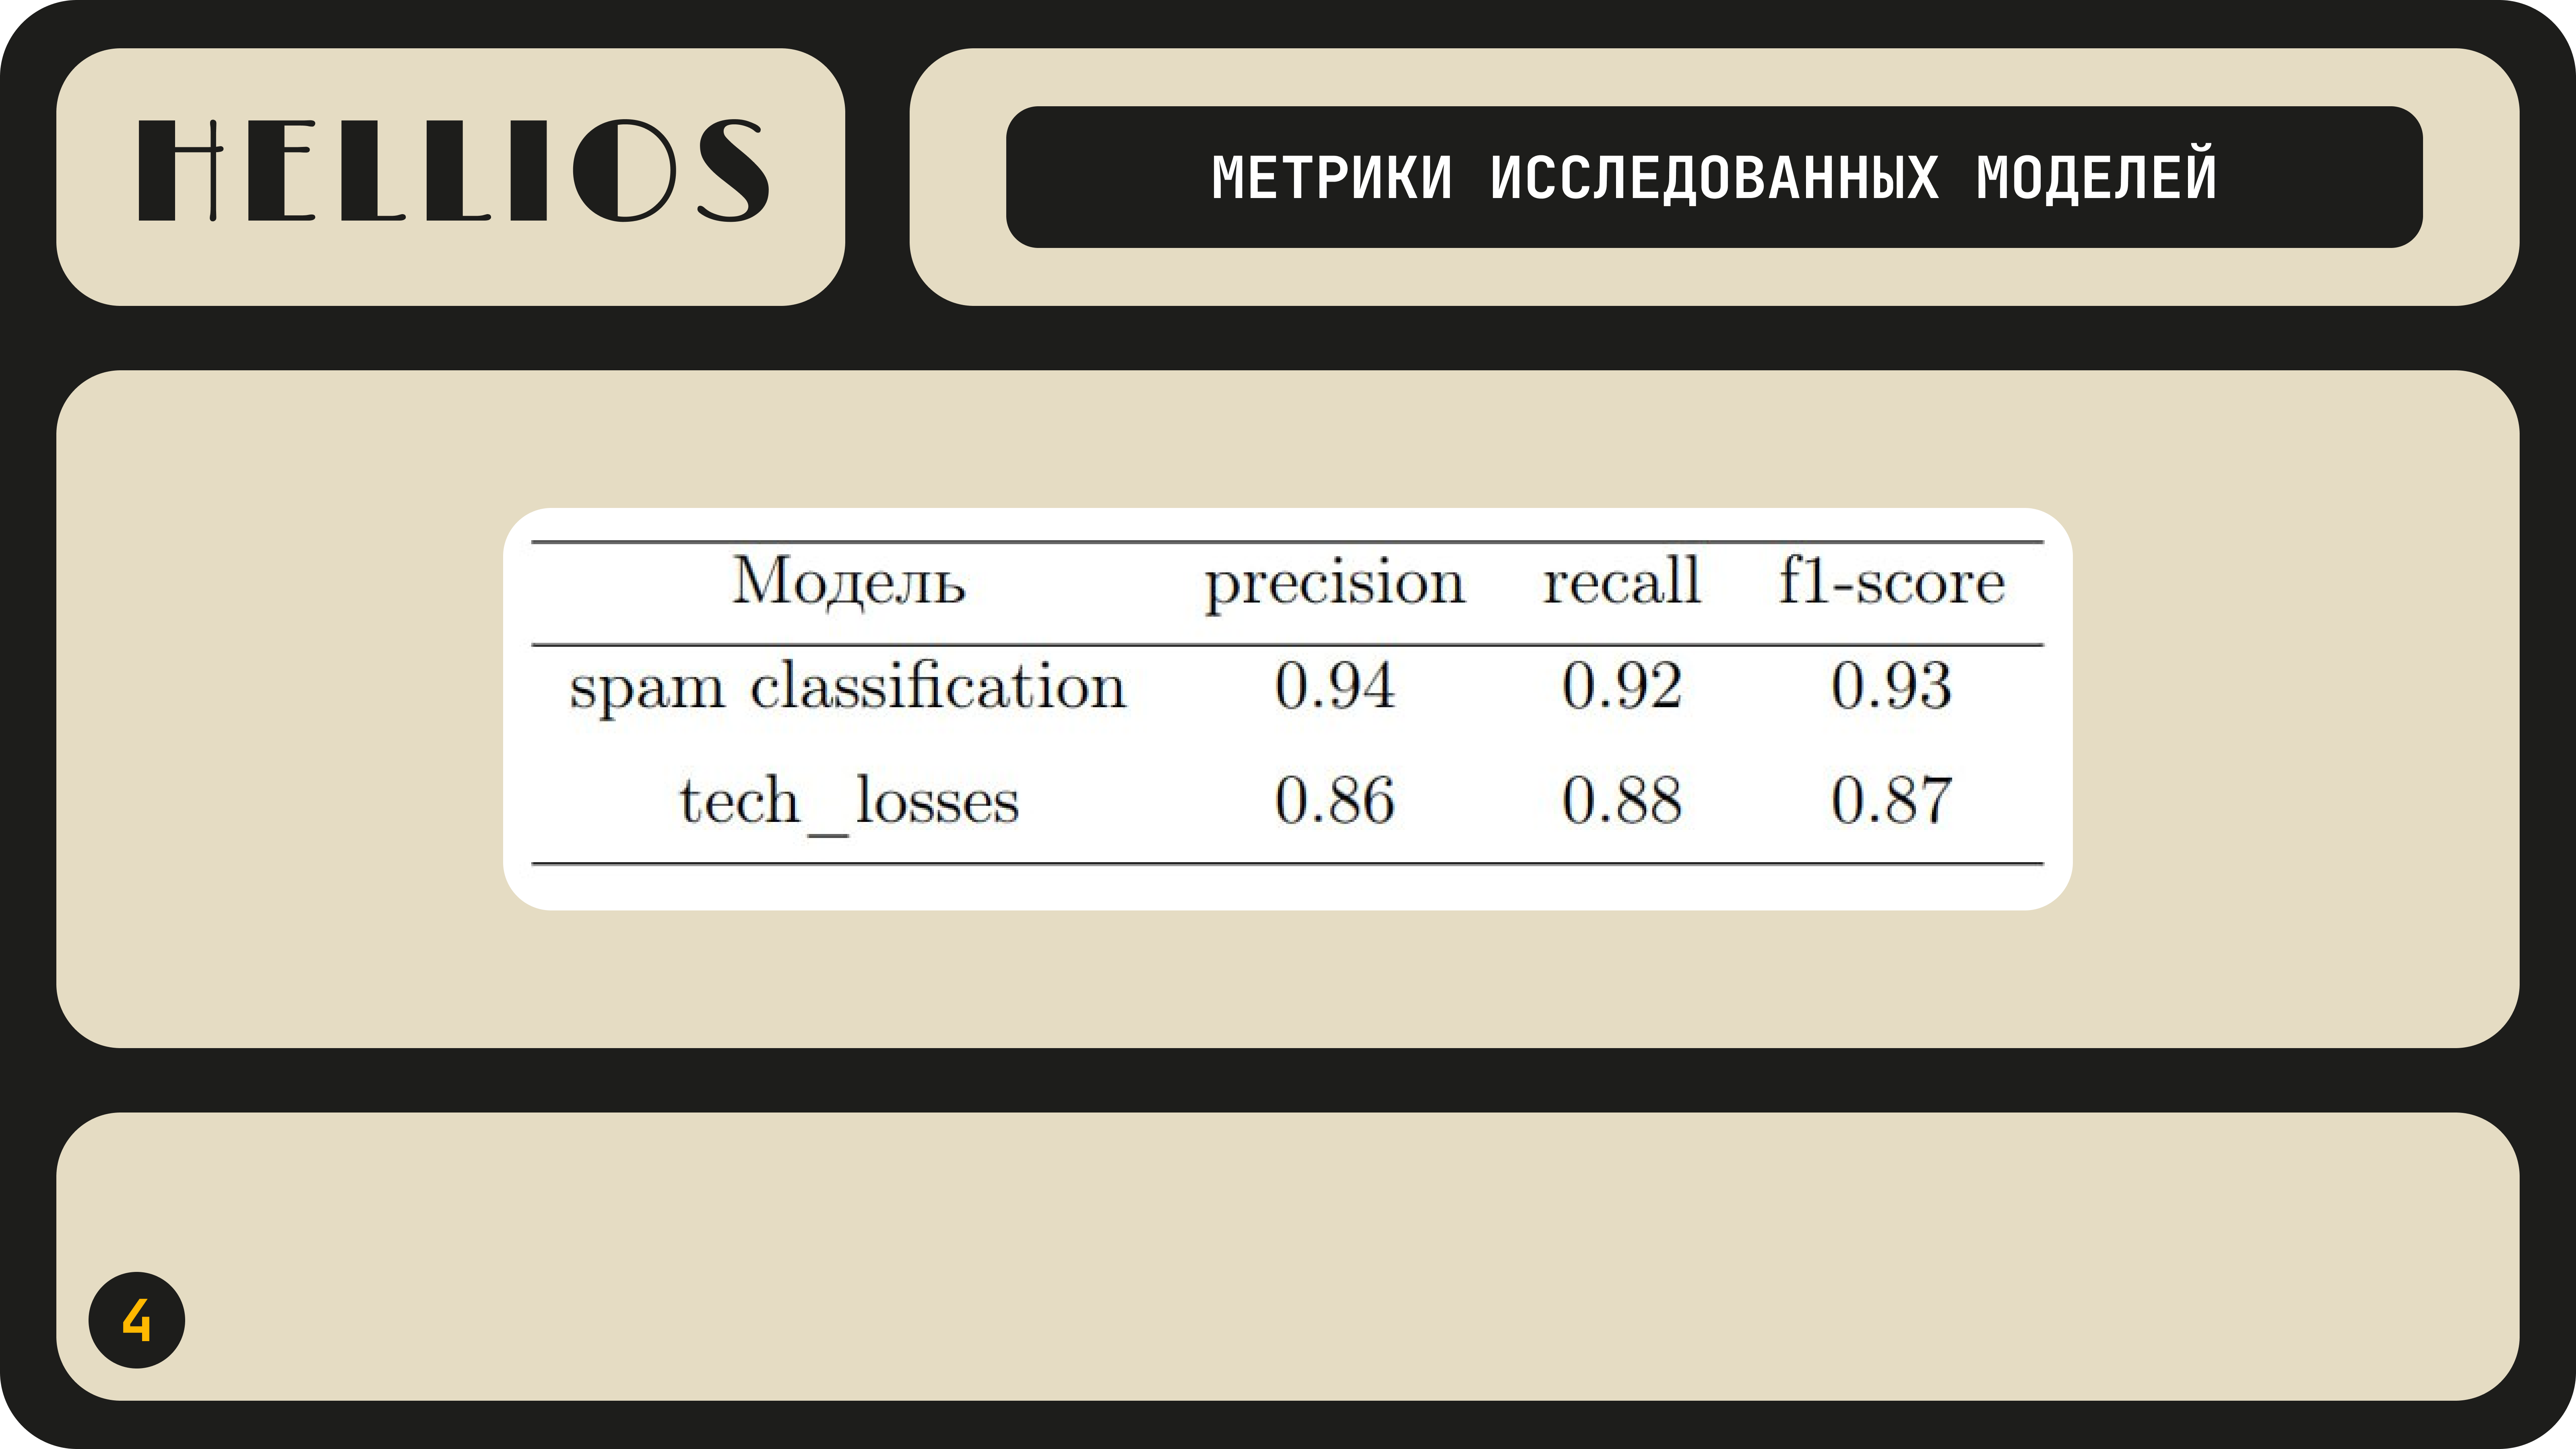 HELLIOS
МЕТРИКИ ИССЛЕДОВАННЫХ МОДЕЛЕЙ
Модель precision recall f1-score
spam classification 0.94 0.92 0.93
tech_losses 0.86 0.88 0.87
4